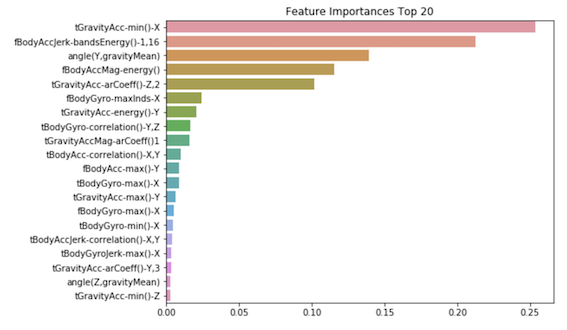 Feature Importances Top 20
tGravityAcc-min()-X
fBodyAccJerk-bandsEnergy()-1,16
angle(Y,gravityMean)
fBodyAccMag-energy()
tGravityAcc-arCoeff()-Z,2
fBodyGyro-maxInds-X
tGravityAcc-energy()-Y
tBodyGyro-correlation()-Y,Z
tGravityAccMag-arCoeff()1
tBodyAcc-correlation()-X,Y
fBodyAcc-max()-Y
tBodyGyro-max()-X
tGravityAcc-max()-Y
fBodyGyro-max()-X
tBodyGyro-min()-X
tBodyAccJerk-correlation()-X,Y
tBodyGyroJerk-max()-X
tGravityAcc-arCoeff()-Y,3
angle(Z,gravityMean)
tGravityAcc-min()-Z
0.00 0.05 0.10 0.15 0.20 0.25